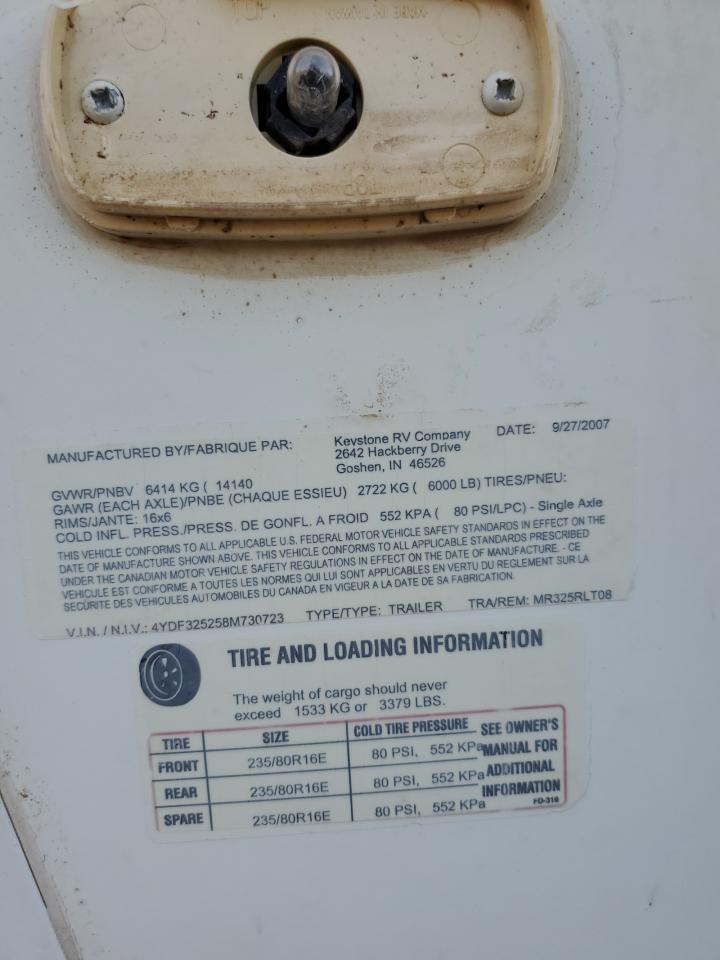 TOP
MADE IN TAIWAN
TOP
MANUFACTURED BY/FABRIQUE PAR: Keystone RV Company DATE: 9/27/2007
2642 Hackberry Drive
Goshen, IN 46526
GVWR/PNBV 6414 KG ( 14140
GAWR (EACH AXLE)/PNBE (CHAQUE ESSIEU) 2722 KG ( 6000 LB) TIRES/PNEU:
RIMS/JANTE: 16x6
COLD INFL. PRESS./PRESS. DE GONFL. A FROID 552 KPA ( 80 PSI/LPC) - Single Axle
THIS VEHICLE CONFORMS TO ALL APPLICABLE U.S. FEDERAL MOTOR VEHICLE SAFETY STANDARDS IN EFFECT ON THE
DATE OF MANUFACTURE SHOWN ABOVE. THIS VEHICLE CONFORMS TO ALL APPLICABLE STANDARDS PRESCRIBED
UNDER THE CANADIAN MOTOR VEHICLE SAFETY REGULATIONS IN EFFECT ON THE DATE OF MANUFACTURE. - CE
VEHICULE EST CONFORME A TOUTES LES NORMES QUI LUI SONT APPLICABLES EN VERTU DU REGLEMENT SUR LA
SECURITE DES VEHICULES AUTOMOBILES DU CANADA EN VIGEUR A LA DATE DE SA FABRICATION.
V.I.N. / N.I.V.: 4YDF325258M730723 TYPE/TYPE: TRAILER TRA/REM: MR325RLT08
TIRE AND LOADING INFORMATION
The weight of cargo should never
exceed 1533 KG or 3379 LBS.
TIRE SIZE COLD TIRE PRESSURE SEE OWNER'S
FRONT 235/80R16E 80 PSI, 552 KPa MANUAL FOR
REAR 235/80R16E 80 PSI, 552 KPa ADDITIONAL
SPARE 235/80R16E 80 PSI, 552 KPa INFORMATION
FD-316